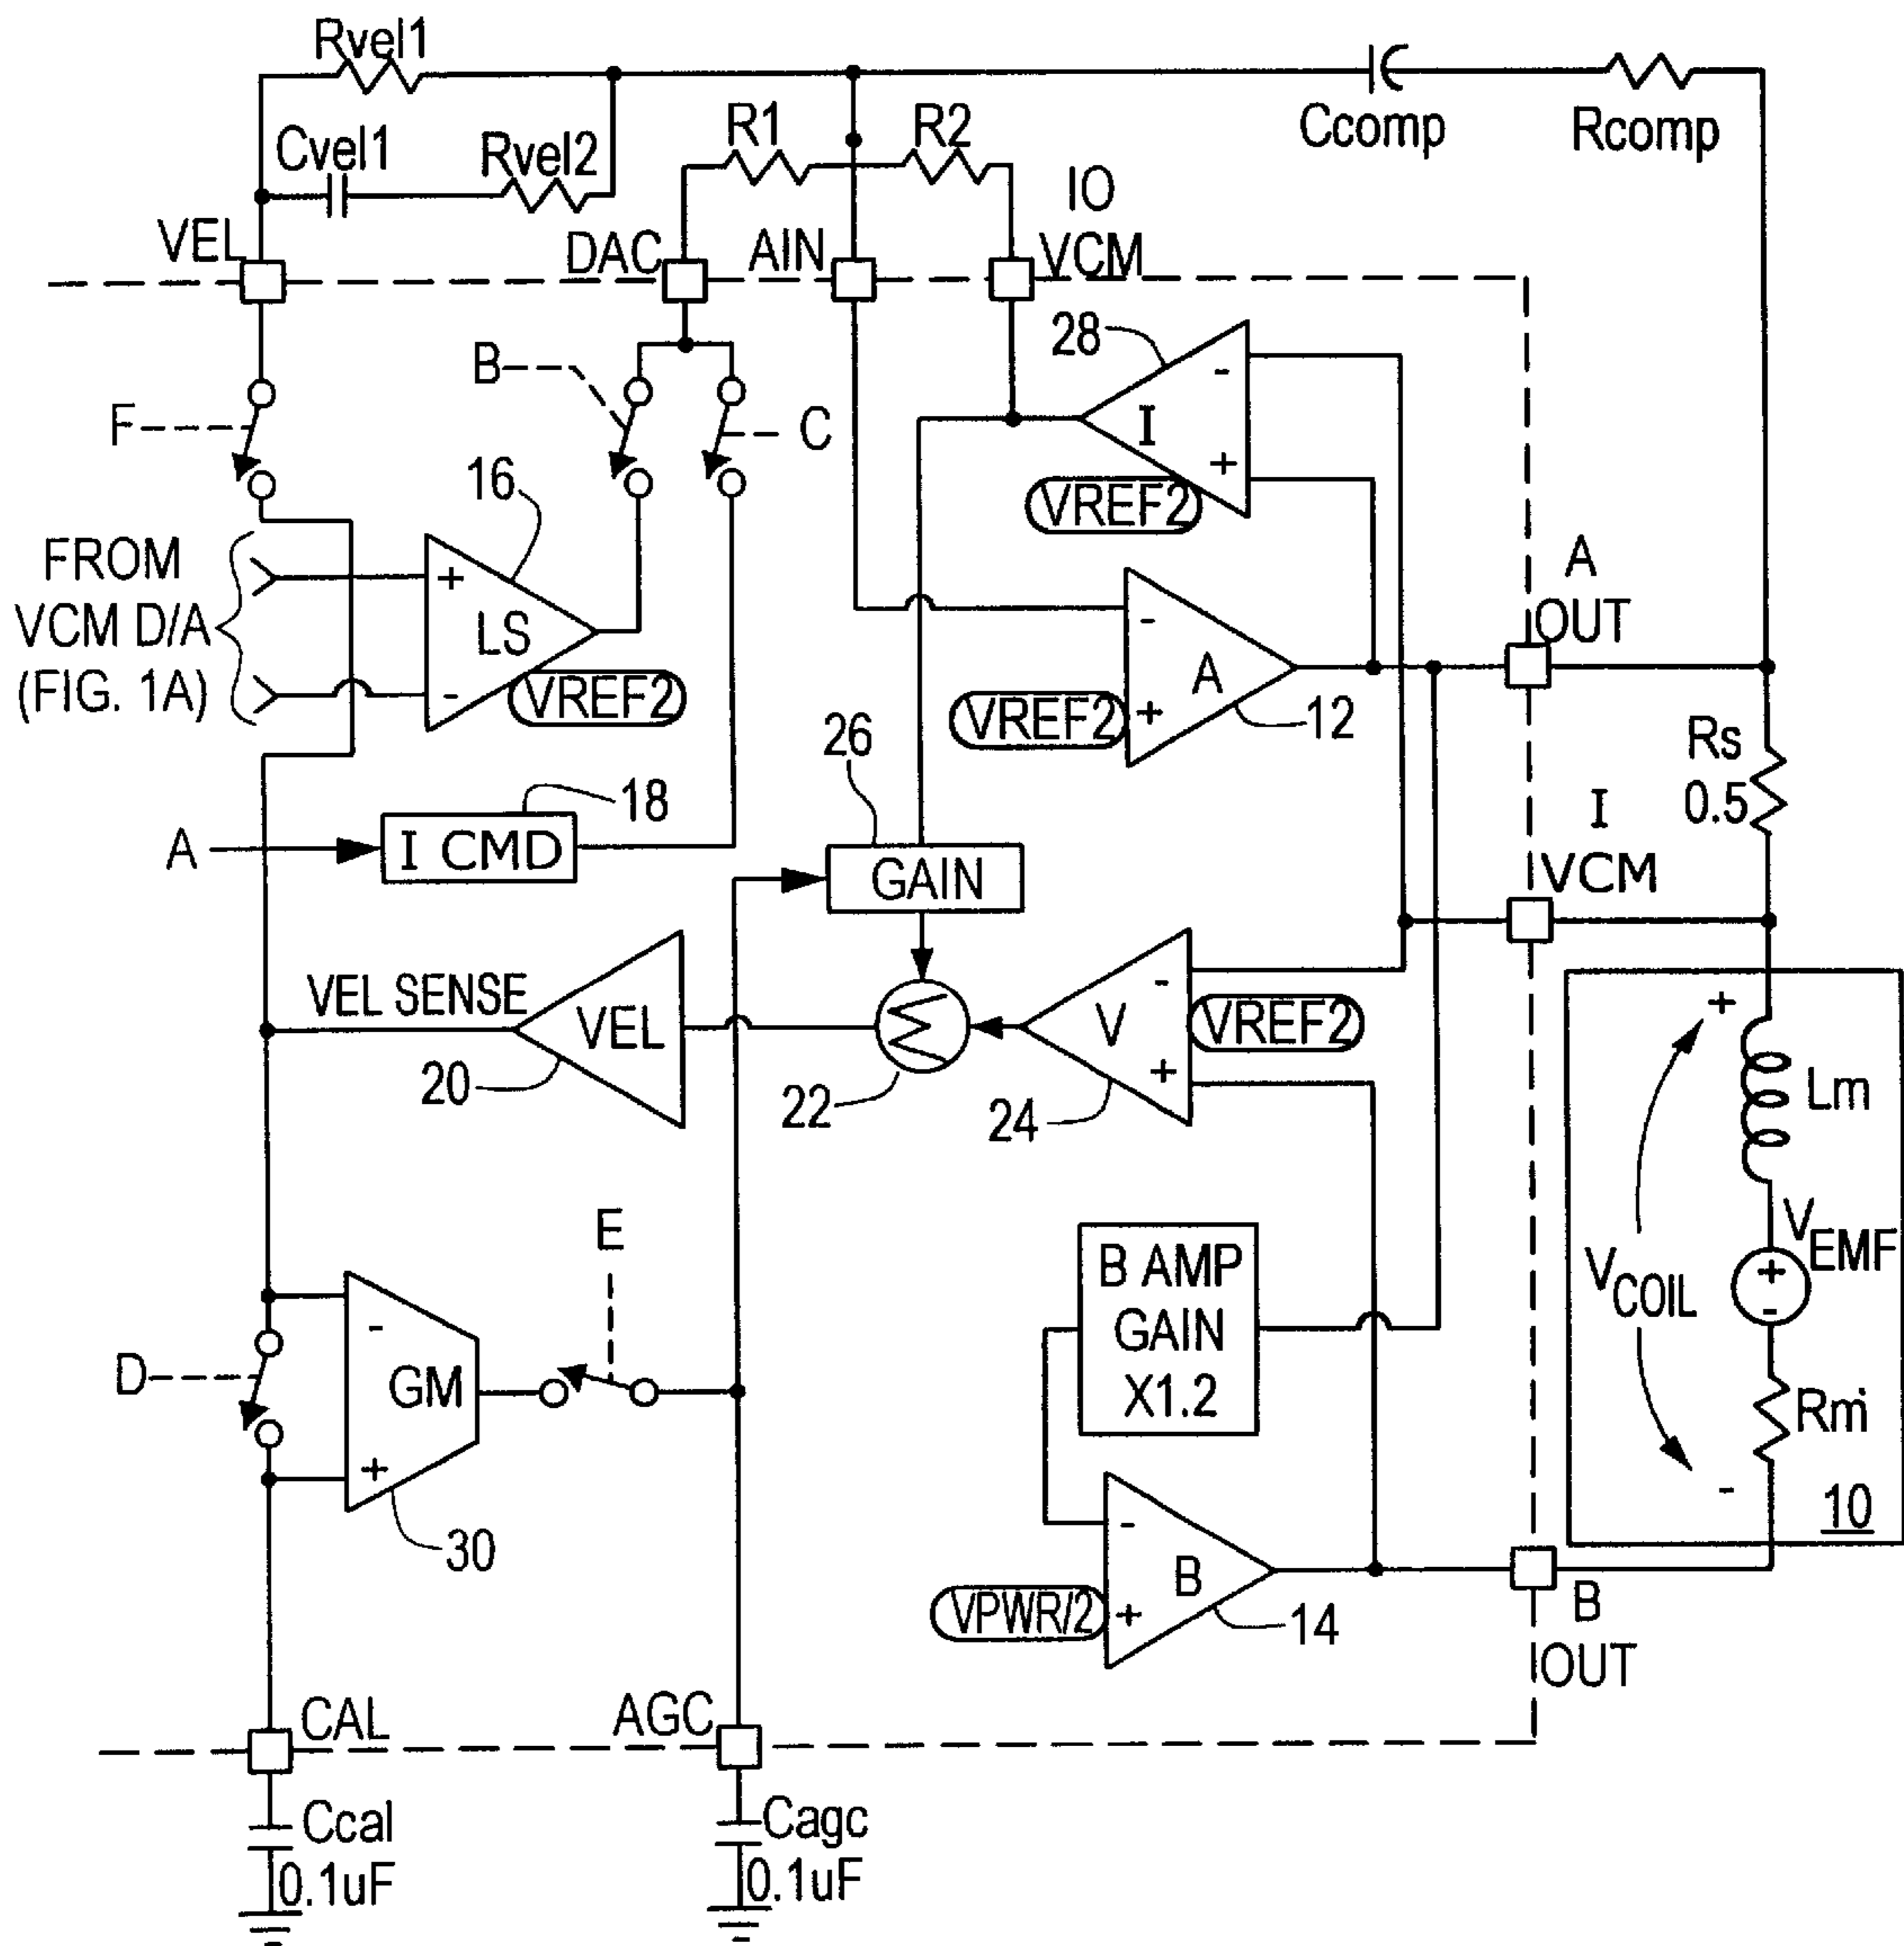 Rvel1
Cvel1
Rvel2
R1
R2
Ccomp
Rcomp
VEL
DAC
AIN
IO
VCM
F
B
C
28
-
I
+
VREF2
16
FROM
VCM D/A
(FIG. 1A)
+
LS
-
VREF2
-
A
VREF2
+
12
A
OUT
Rs
0.5
A
18
I CMD
26
GAIN
I
VCM
VEL SENSE
VEL
20
22
V
-
VREF2
+
24
+
Lm
VEMF
+
-
VCOIL
Rm
-
10
E
D
-
GM
+
30
B AMP
GAIN
X1.2
-
B
VPWR/2
+
14
B
OUT
CAL
AGC
Ccal
0.1uF
Cagc
0.1uF